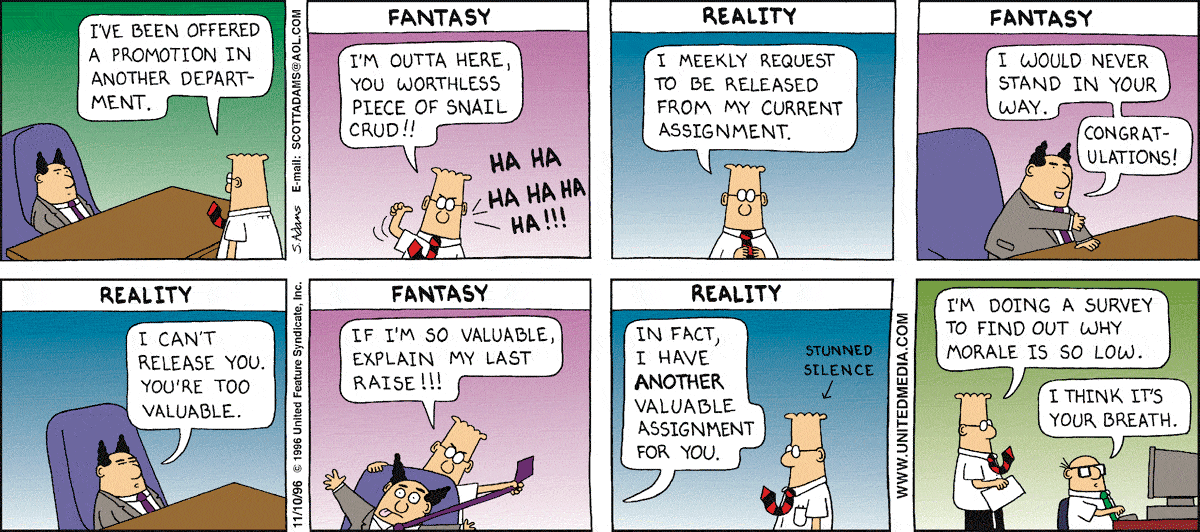 I'VE BEEN OFFERED
A PROMOTION IN
ANOTHER DEPART-
MENT.
S. Adams E-mail: SCOTTADAMS@AOL.COM
FANTASY
I'M OUTTA HERE,
YOU WORTHLESS
PIECE OF SNAIL
CRUD!!
HA HA
HA HA HA
HA!!!
REALITY
I MEEKLY REQUEST
TO BE RELEASED
FROM MY CURRENT
ASSIGNMENT.
FANTASY
I WOULD NEVER
STAND IN YOUR
WAY.
CONGRAT-
ULATIONS!
REALITY
I CAN'T
RELEASE YOU.
YOU'RE TOO
VALUABLE.
11/10/96 © 1996 United Feature Syndicate, Inc.
FANTASY
IF I'M SO VALUABLE,
EXPLAIN MY LAST
RAISE!!!
REALITY
IN FACT,
I HAVE
ANOTHER
VALUABLE
ASSIGNMENT
FOR YOU.
STUNNED
SILENCE
WWW.UNITEDMEDIA.COM
I'M DOING A SURVEY
TO FIND OUT WHY
MORALE IS SO LOW.
I THINK IT'S
YOUR BREATH.